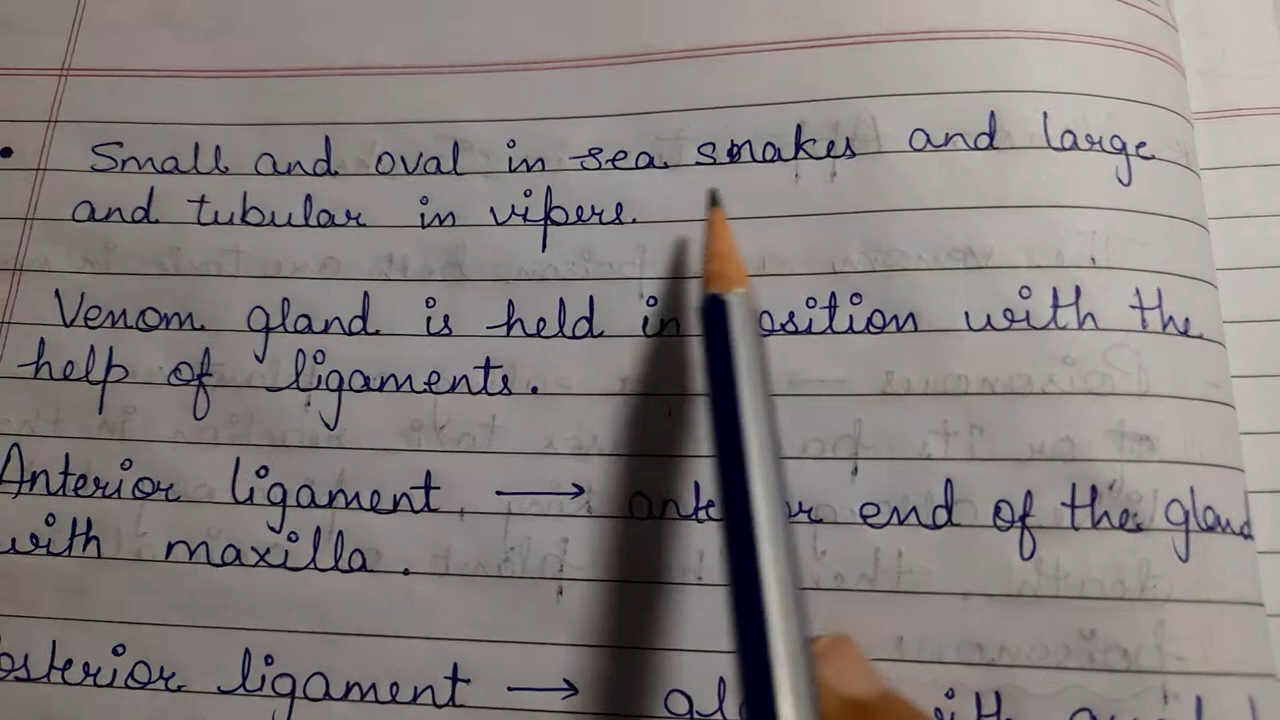 • Small and oval in sea snakes and large
and tubular in vipers.
Venom gland is held in osition with the
help of ligaments.
Anterior ligament → ante r end of the gland
with maxilla.
osterior ligament →